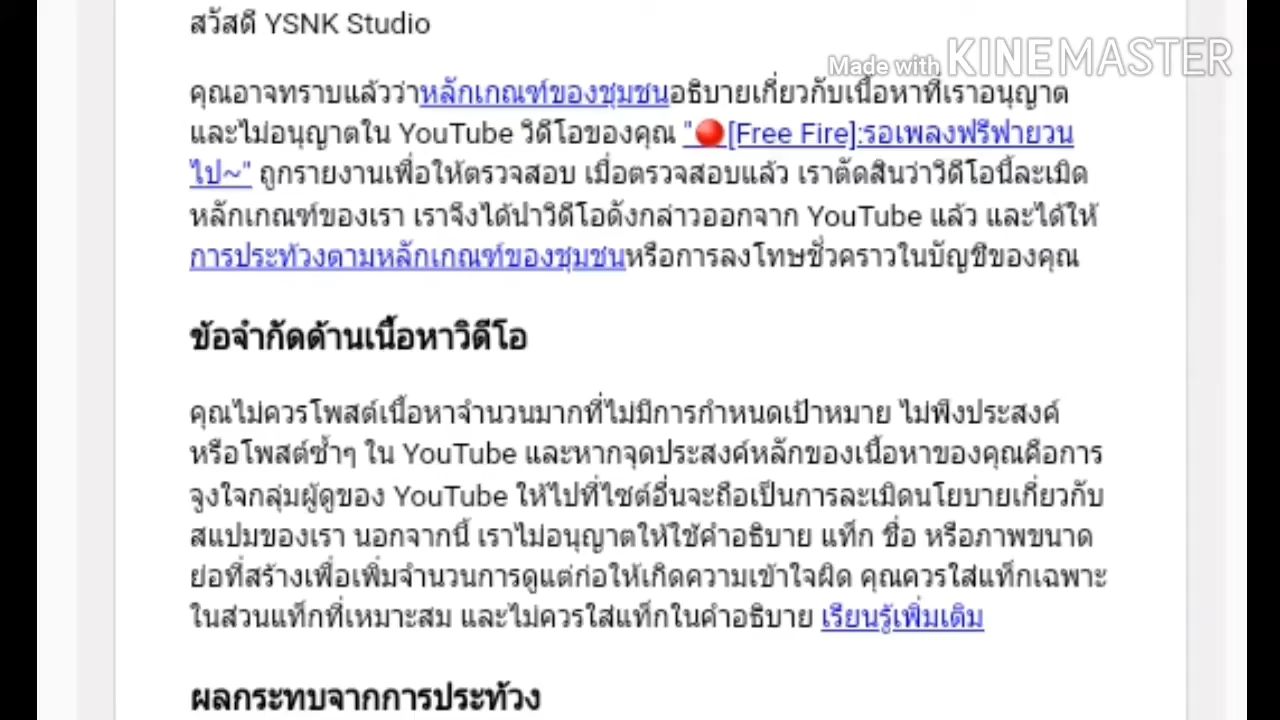 สวัสดี YSNK Studio
Made with KINEMASTER
คุณอาจทราบแล้วว่าหลักเกณฑ์ของชุมชนอธิบายเกี่ยวกับเนื้อหาที่เราอนุญาต
และไม่อนุญาตใน YouTube วิดีโอของคุณ "🔴[Free Fire]:รอเพลงฟรีฟายวน
ไป~" ถูกรายงานเพื่อให้ตรวจสอบ เมื่อตรวจสอบแล้ว เราตัดสินว่าวิดีโอนี้ละเมิด
หลักเกณฑ์ของเรา เราจึงได้นำวิดีโอดังกล่าวออกจาก YouTube แล้ว และได้ให้
การประท้วงตามหลักเกณฑ์ของชุมชนหรือการลงโทษชั่วคราวในบัญชีของคุณ
ข้อจำกัดด้านเนื้อหาวิดีโอ
คุณไม่ควรโพสต์เนื้อหาจำนวนมากที่ไม่มีการกำหนดเป้าหมาย ไม่พึงประสงค์
หรือโพสต์ซ้ำๆ ใน YouTube และหากจุดประสงค์หลักของเนื้อหาของคุณคือการ
จูงใจกลุ่มผู้ดูของ YouTube ให้ไปที่ไซต์อื่นจะถือเป็นการละเมิดนโยบายเกี่ยวกับ
สแปมของเรา นอกจากนี้ เราไม่อนุญาตให้ใช้คำอธิบาย แท็ก ชื่อ หรือภาพขนาด
ย่อที่สร้างเพื่อเพิ่มจำนวนการดูแต่ก่อให้เกิดความเข้าใจผิด คุณควรใส่แท็กเฉพาะ
ในส่วนแท็กที่เหมาะสม และไม่ควรใส่แท็กในคำอธิบาย เรียนรู้เพิ่มเติม
ผลกระทบจากการประท้วง